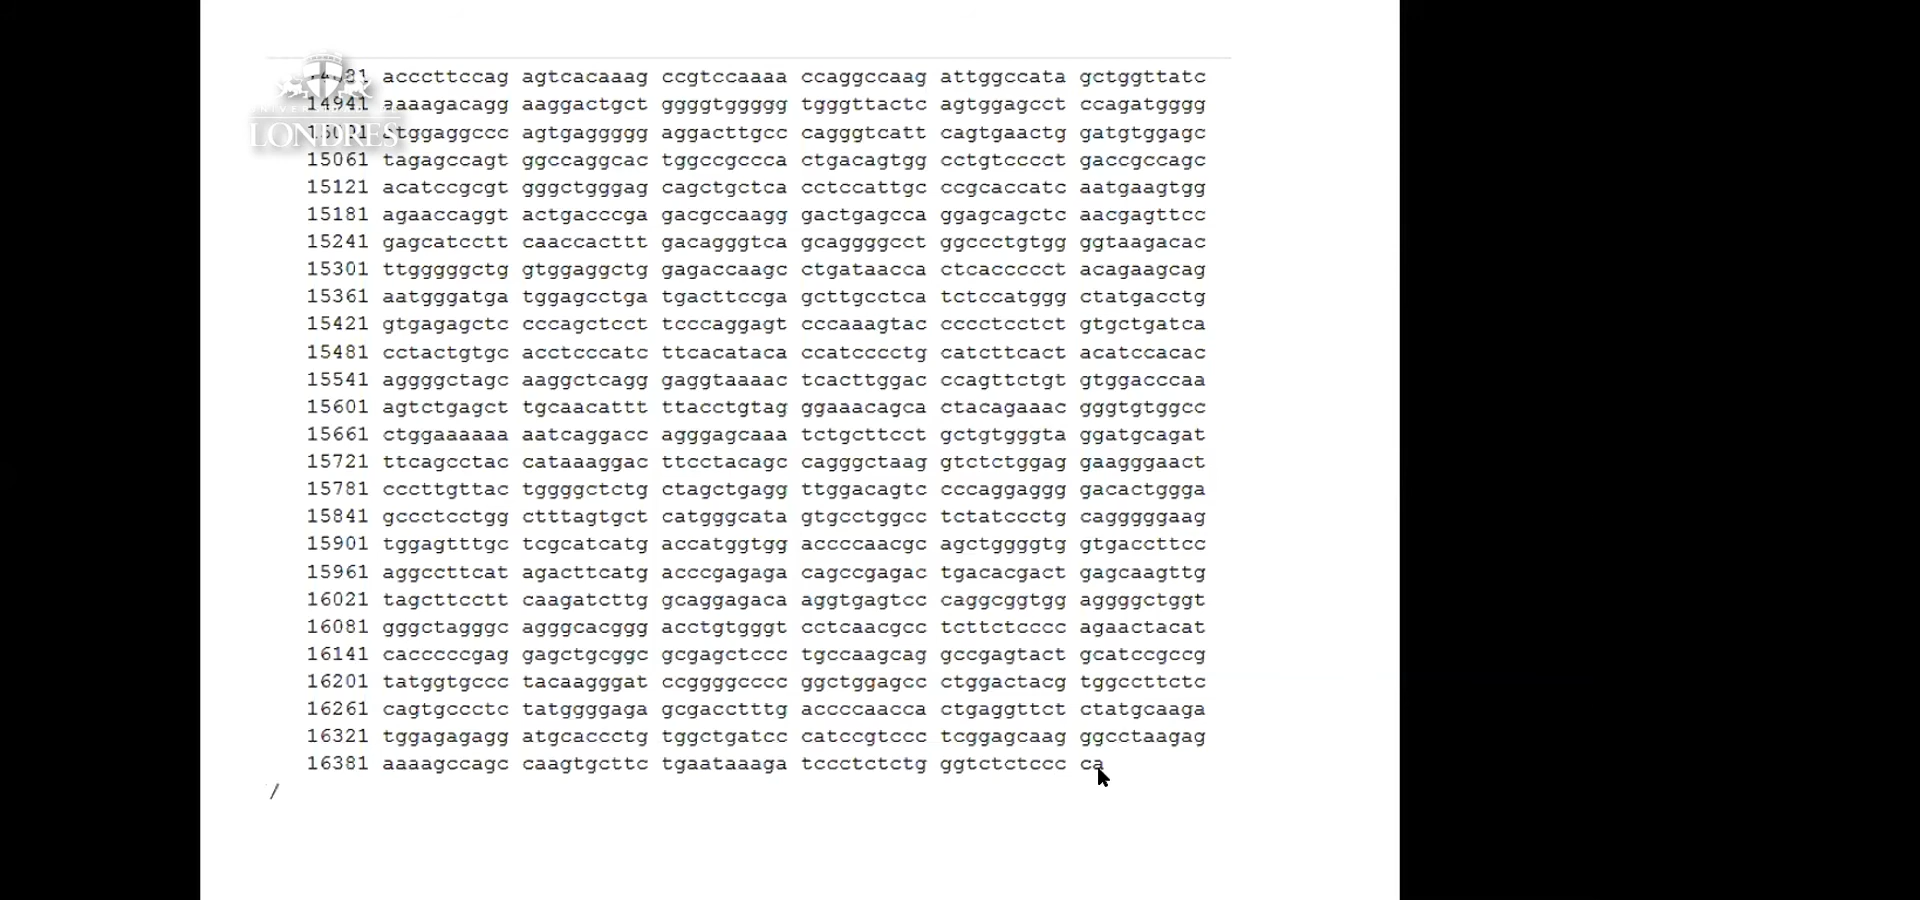 14881 acccttccag agtcacaaag ccgtccaaaa ccaggccaag attggccata gctggttatc
14941 aaaagacagg aaggactgct ggggtggggg tgggttactc agtggagcct ccagatgggg
15001 atggaggccc agtgaggggg aggacttgcc cagggtcatt cagtgaactg gatgtggagc
LONDRES
15061 tagagccagt ggccaggcac tggccgccca ctgacagtgg cctgtcccct gaccgccagc
15121 acatccgcgt gggctgggag cagctgctca cctccattgc ccgcaccatc aatgaagtgg
15181 agaaccaggt actgacccga gacgccaagg gactgagcca ggagcagctc aacgagttcc
15241 gagcatcctt caaccacttt gacagggtca gcaggggcct ggccctgtgg ggtaagacac
15301 ttgggggctg gtggaggctg gagaccaagc ctgataacca ctcaccccct acagaagcag
15361 aatgggatga tggagcctga tgacttccga gcttgcctca tctccatggg ctatgacctg
15421 gtgagagctc cccagctcct tcccaggagt cccaaagtac cccctcctct gtgctgatca
15481 cctactgtgc acctcccatc ttcacataca ccatcccctg catcttcact acatccacac
15541 aggggctagc aaggctcagg gaggtaaaac tcacttggac ccagttctgt gtggacccaa
15601 agtctgagct tgcaacattt ttacctgtag ggaaacagca ctacagaaac gggtgtggcc
15661 ctggaaaaaa aatcaggacc agggagcaaa tctgcttcct gctgtgggta ggatgcagat
15721 ttcagcctac cataaaggac ttcctacagc cagggctaag gtctctggag gaagggaact
15781 cccttgttac tggggctctg ctagctgagg ttggacagtc cccaggaggg gacactggga
15841 gccctcctgg ctttagtgct catgggcata gtgcctggcc tctatccctg cagggggaag
15901 tggagtttgc tcgcatcatg accatggtgg accccaacgc agctggggtg gtgaccttcc
15961 aggccttcat agacttcatg acccgagaga cagccgagac tgacacgact gagcaagttg
16021 tagcttcctt caagatcttg gcaggagaca aggtgagtcc caggcggtgg aggggctggt
16081 gggctagggc agggcacggg acctgtgggt cctcaacgcc tcttctcccc agaactacat
16141 cacccccgag gagctgcggc gcgagctccc tgccaagcag gccgagtact gcatccgccg
16201 tatggtgccc tacaagggat ccggggcccc ggctggagcc ctggactacg tggccttctc
16261 cagtgccctc tatggggaga gcgacctttg accccaacca ctgaggttct ctatgcaaga
16321 tggagagagg atgcaccctg tggctgatcc catccgtccc tcggagcaag ggcctaagag
16381 aaaagccagc caagtgcttc tgaataaaga tccctctctg ggtctctccc ca
/